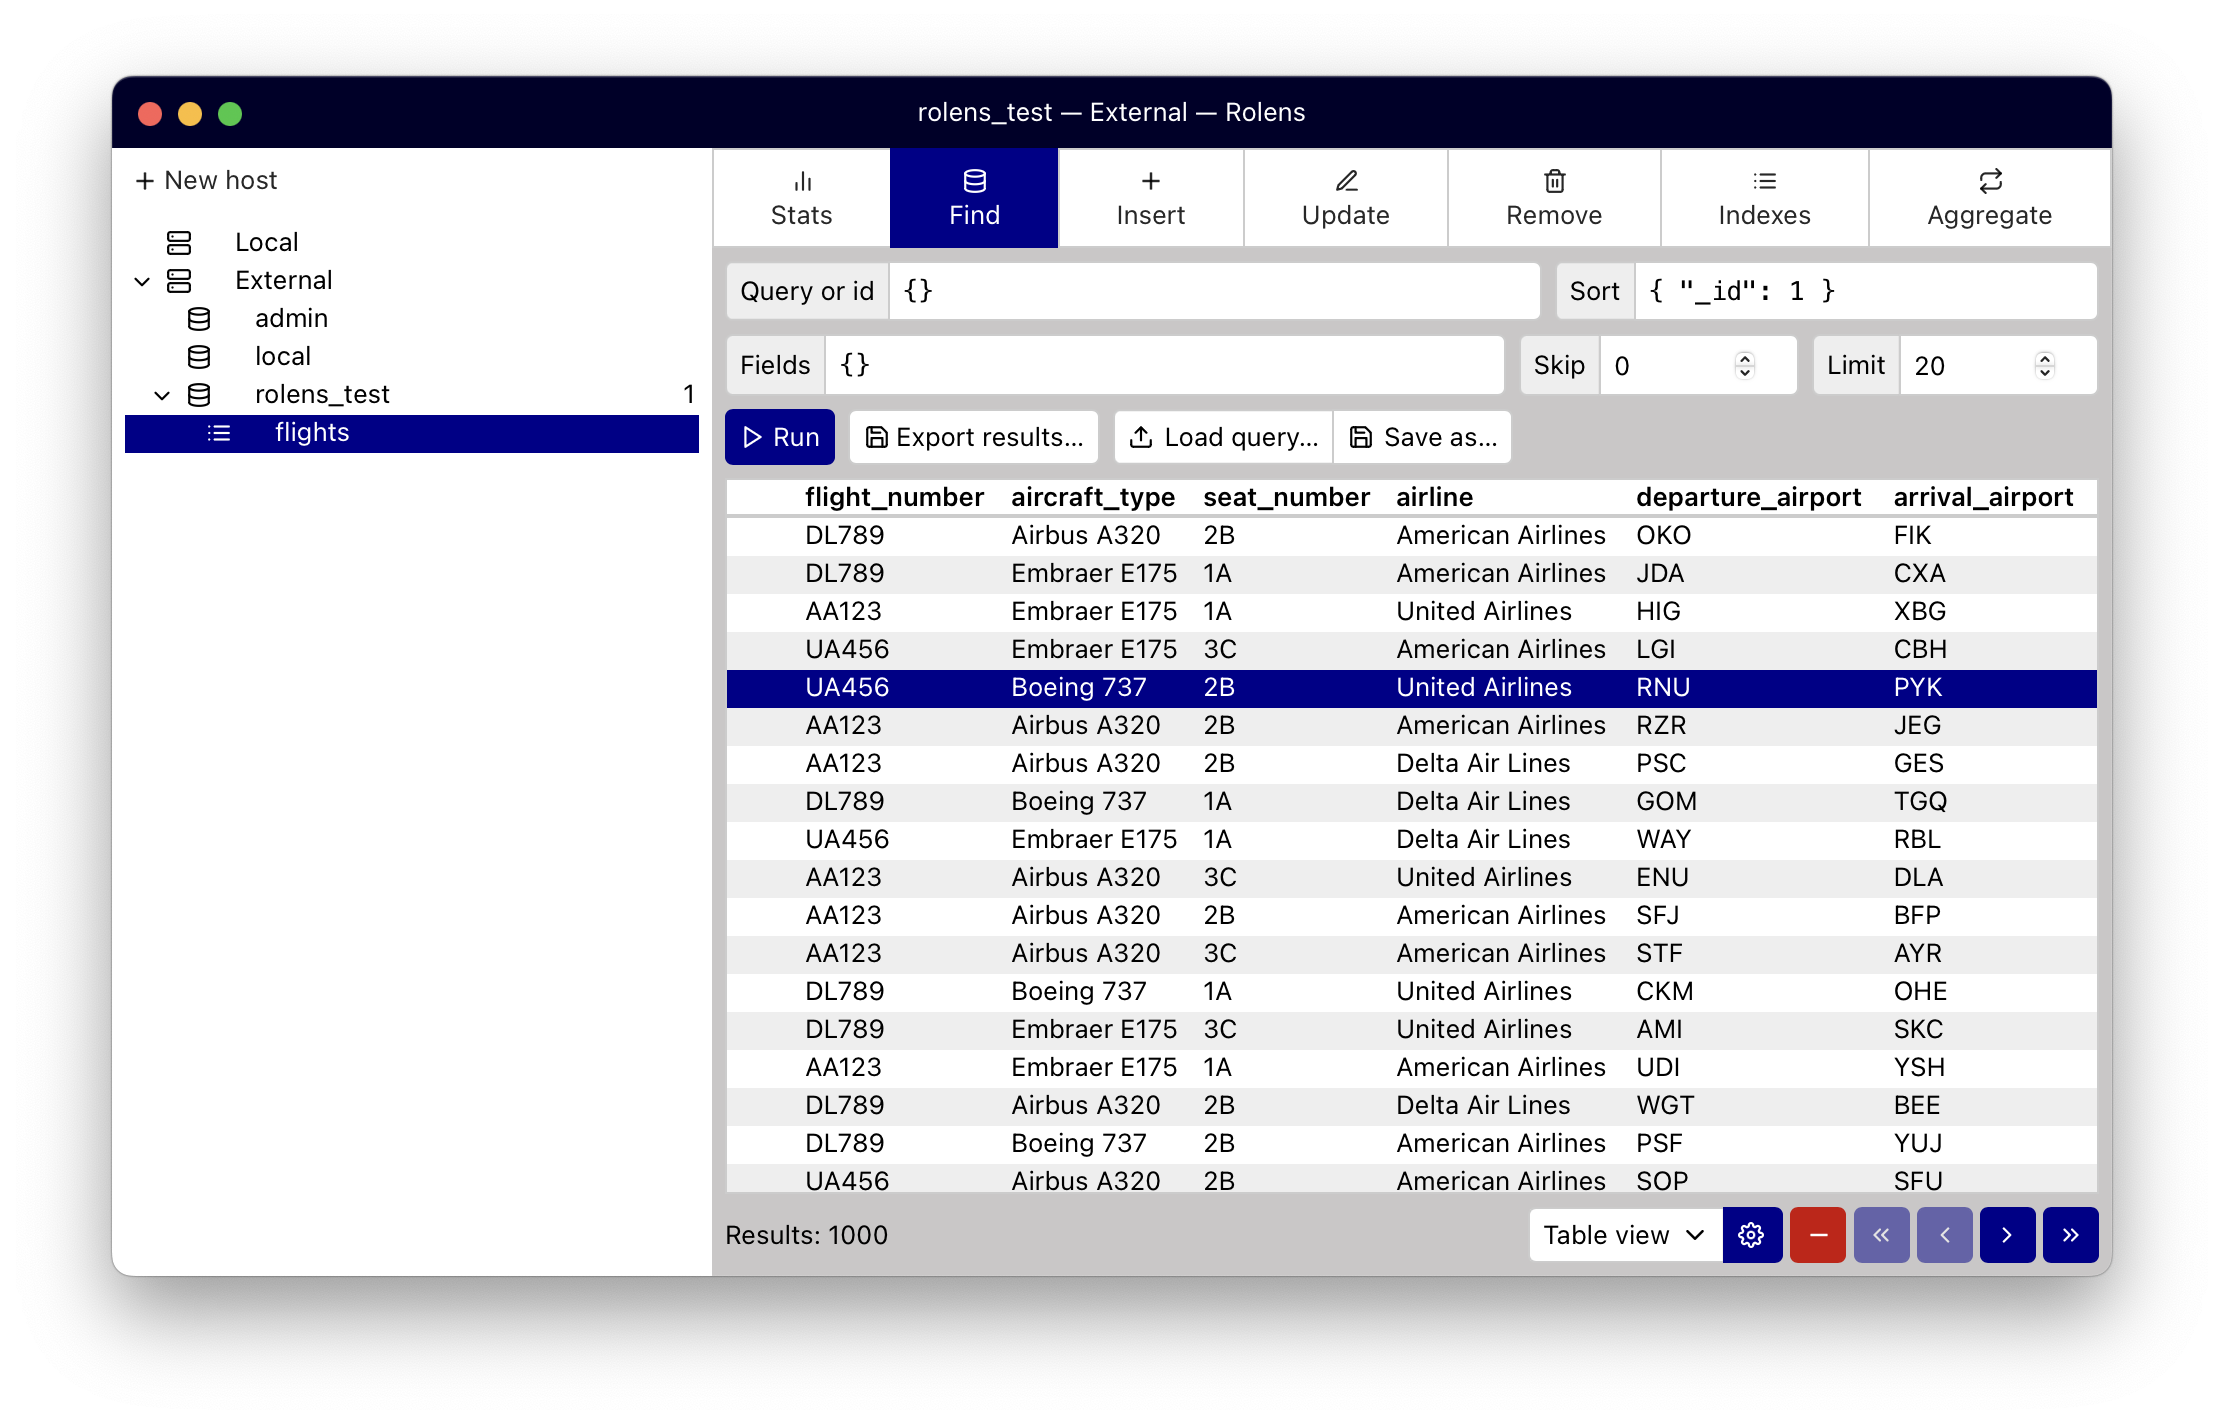 rolens_test — External — Rolens
New host
Local
External
admin
local
rolens_test 1
flights
Stats Find Insert Update Remove Indexes Aggregate
Query or id {} Sort { "_id": 1 }
Fields {} Skip 0 Limit 20
Run Export results... Load query... Save as...
flight_number aircraft_type seat_number airline departure_airport arrival_airport
DL789 Airbus A320 2B American Airlines OKO FIK
DL789 Embraer E175 1A American Airlines JDA CXA
AA123 Embraer E175 1A United Airlines HIG XBG
UA456 Embraer E175 3C American Airlines LGI CBH
UA456 Boeing 737 2B United Airlines RNU PYK
AA123 Airbus A320 2B American Airlines RZR JEG
AA123 Airbus A320 2B Delta Air Lines PSC GES
DL789 Boeing 737 1A Delta Air Lines GOM TGQ
UA456 Embraer E175 1A Delta Air Lines WAY RBL
AA123 Airbus A320 3C United Airlines ENU DLA
AA123 Airbus A320 2B American Airlines SFJ BFP
AA123 Airbus A320 3C American Airlines STF AYR
DL789 Boeing 737 1A United Airlines CKM OHE
DL789 Embraer E175 3C United Airlines AMI SKC
AA123 Embraer E175 1A American Airlines UDI YSH
DL789 Airbus A320 2B Delta Air Lines WGT BEE
DL789 Boeing 737 2B American Airlines PSF YUJ
UA456 Airbus A320 2B American Airlines SOP SFU
Results: 1000 Table view